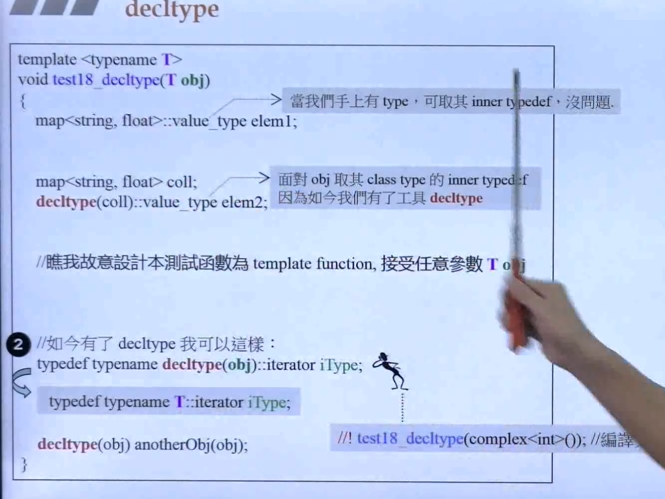 decltype
template <typename T>
void test18_decltype(T obj)
{
當我們手上有 type，可取其 inner typedef，沒問題.
map<string, float>::value_type elem1;
map<string, float> coll;
面對 obj 取其 class type 的 inner typedef
decltype(coll)::value_type elem2;
因為如今我們有了工具 decltype
//瞧我故意設計本測試函數為 template function, 接受任意參數 T obj
2 //如今有了 decltype 我可以這樣：
typedef typename decltype(obj)::iterator iType;
typedef typename T::iterator iType;
decltype(obj) anotherObj(obj);
//! test18_decltype(complex<int>()); //編譯
}